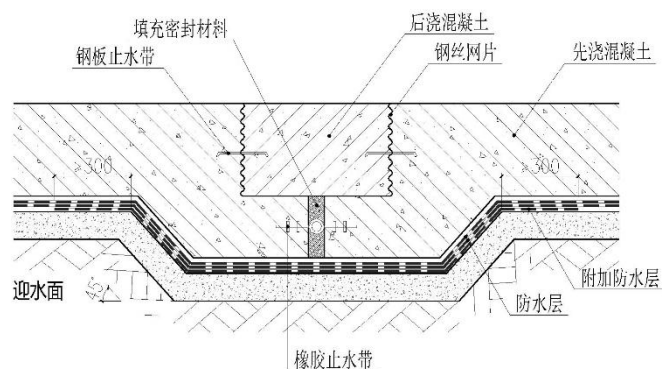 填充密封材料
后浇混凝土
钢板止水带
钢丝网片
先浇混凝土
300
300
迎水面
45°
附加防水层
防水层
橡胶止水带